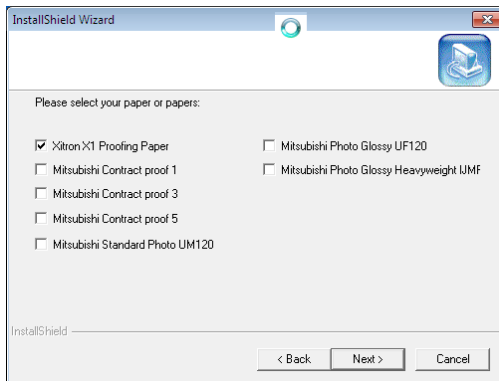 InstallShield Wizard
Please select your paper or papers:
Xitron X1 Proofing Paper
Mitsubishi Contract proof 1
Mitsubishi Contract proof 3
Mitsubishi Contract proof 5
Mitsubishi Standard Photo UM120
Mitsubishi Photo Glossy UF120
Mitsubishi Photo Glossy Heavyweight IJMF
InstallShield
< Back
Next >
Cancel